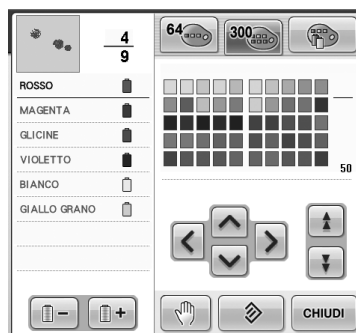 4
9
64
300
ROSSO
MAGENTA
GLICINE
VIOLETTO
BIANCO
GIALLO GRANO
50
CHIUDI